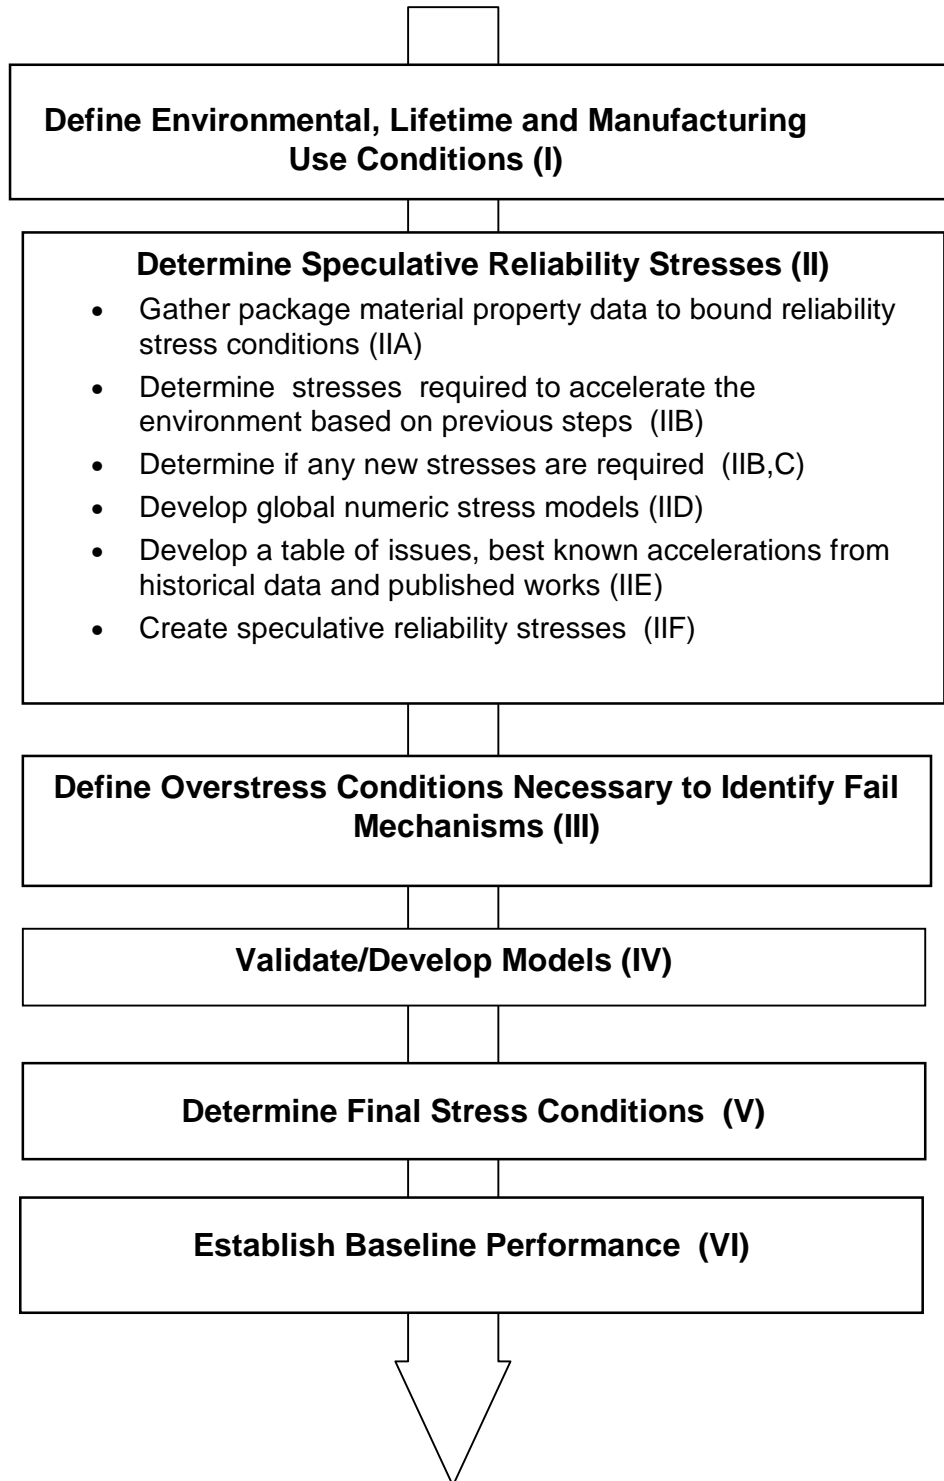 Define Environmental, Lifetime and Manufacturing
Use Conditions (I)
Determine Speculative Reliability Stresses (II)
• Gather package material property data to bound reliability
stress conditions (IIA)
• Determine stresses required to accelerate the
environment based on previous steps (IIB)
• Determine if any new stresses are required (IIB,C)
• Develop global numeric stress models (IID)
• Develop a table of issues, best known accelerations from
historical data and published works (IIE)
• Create speculative reliability stresses (IIF)
Define Overstress Conditions Necessary to Identify Fail
Mechanisms (III)
Validate/Develop Models (IV)
Determine Final Stress Conditions (V)
Establish Baseline Performance (VI)